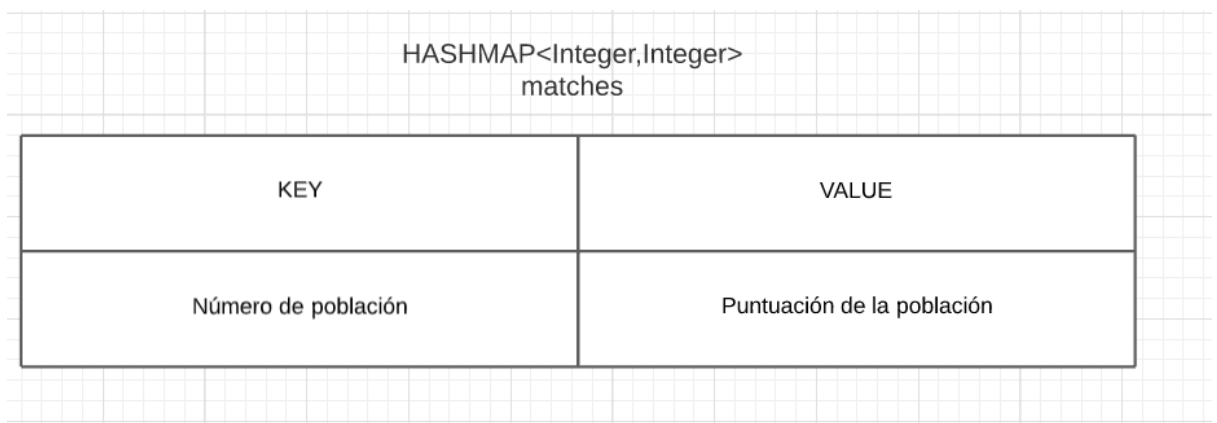 HASHMAP<Integer,Integer>
matches
KEY
VALUE
Número de población
Puntuación de la población